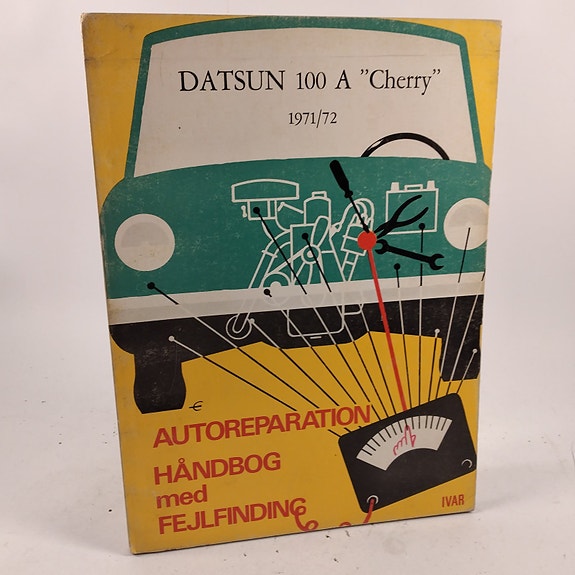 DATSUN 100 A ”Cherry”
1971/72
AUTOREPARATION
HÅNDBOG
med
FEJLFINDING
IVAR